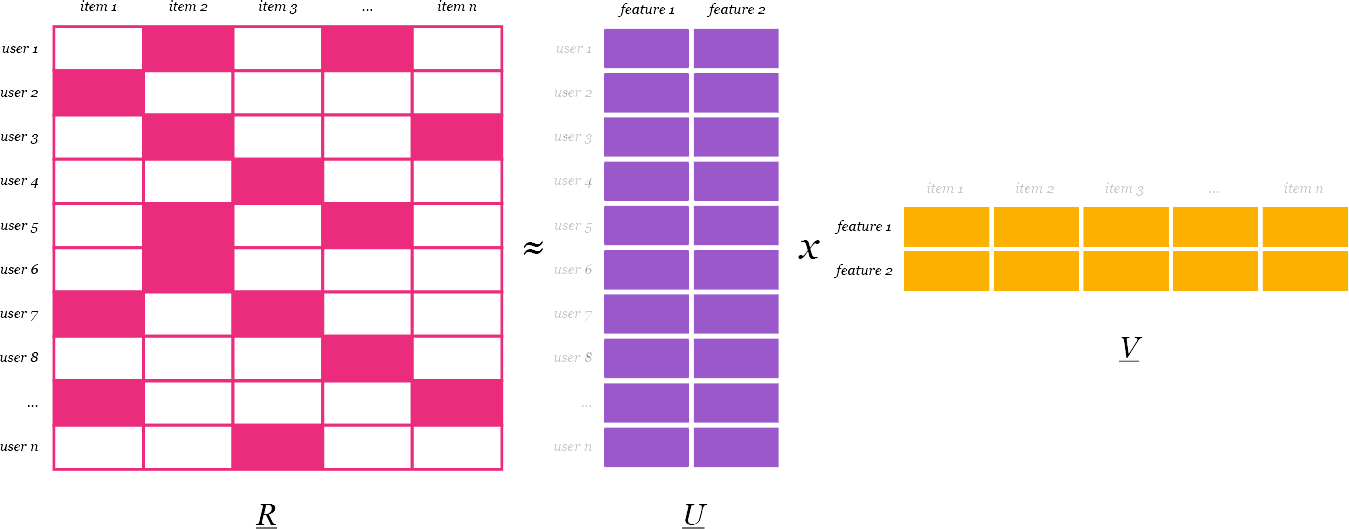 item 1 item 2 item 3 ... item n
user 1
user 2
user 3
user 4
user 5
user 6
user 7
user 8
...
user n
R
≈
feature 1 feature 2
user 1
user 2
user 3
user 4
user 5
user 6
user 7
user 8
...
user n
U
x
item 1 item 2 item 3 ... item n
feature 1
feature 2
V